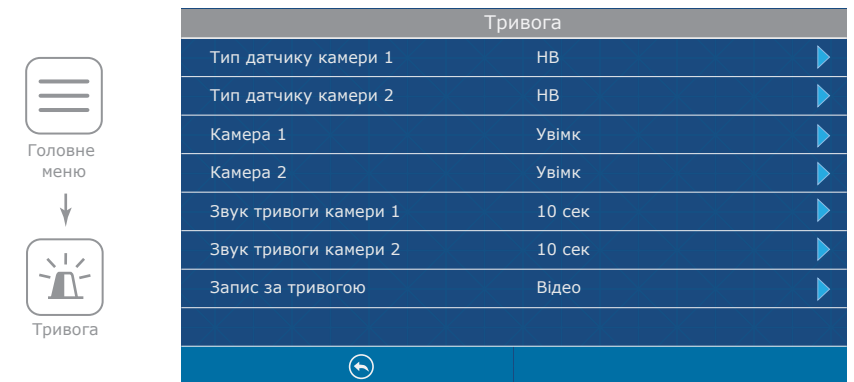 Головне
меню
Тривога
Тривога
Тип датчику камери 1 НВ
Тип датчику камери 2 НВ
Камера 1 Увімк
Камера 2 Увімк
Звук тривоги камери 1 10 сек
Звук тривоги камери 2 10 сек
Запис за тривогою Відео